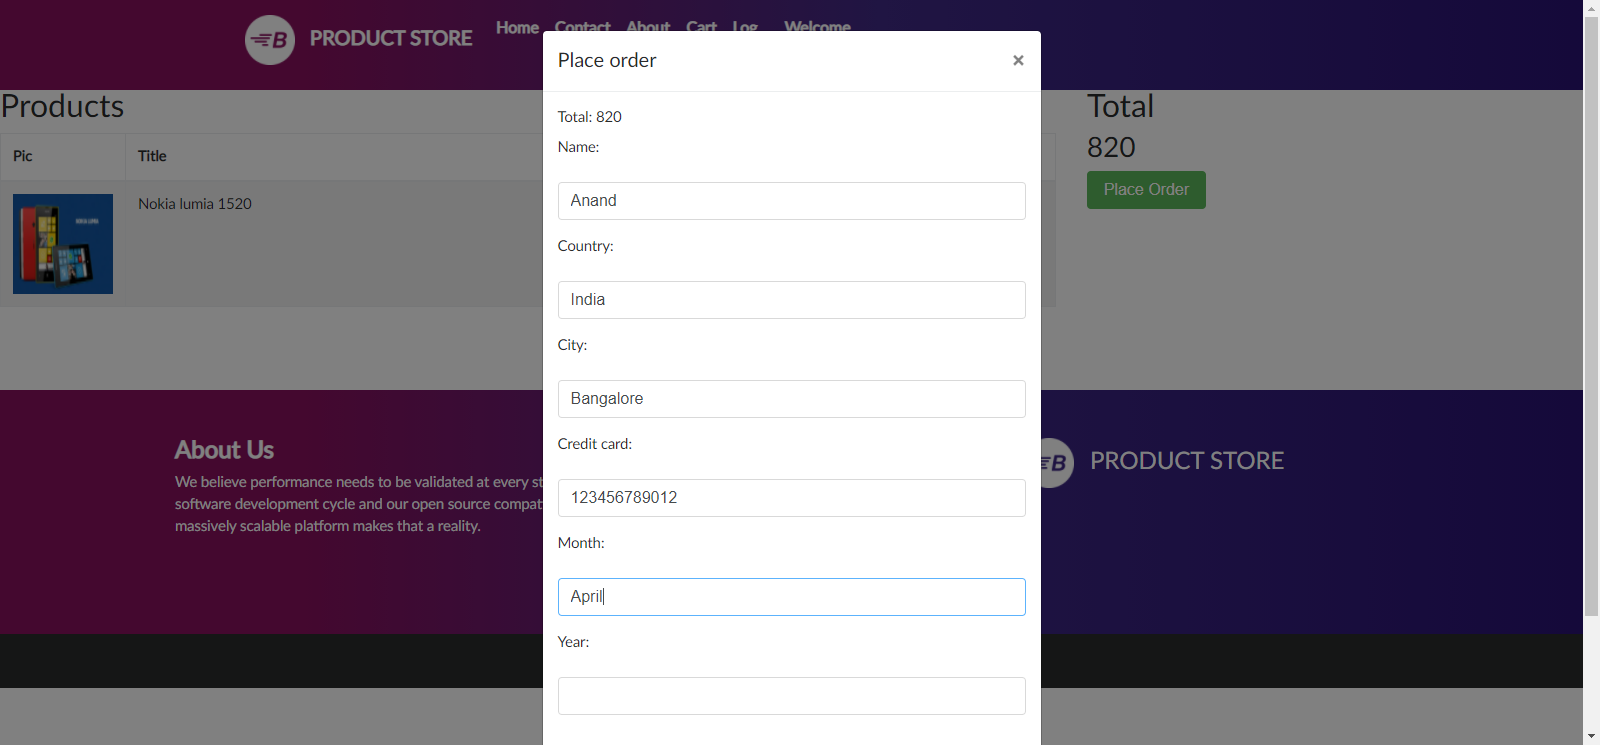 PRODUCT STORE
Home Contact About Cart Log Welcome
Place order ×
Total: 820
Name:
Anand
Country:
India
City:
Bangalore
Credit card:
123456789012
Month:
April
Year:
Products
Pic Title
Nokia lumia 1520
Total
820
Place Order
About Us
We believe performance needs to be validated at every st
software development cycle and our open source compat
massively scalable platform makes that a reality.
B PRODUCT STORE